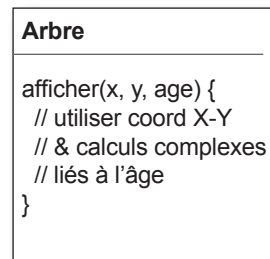 Arbre
afficher(x, y, age) {
// utiliser coord X-Y
// & calculs complexes
// liés à l’âge
}